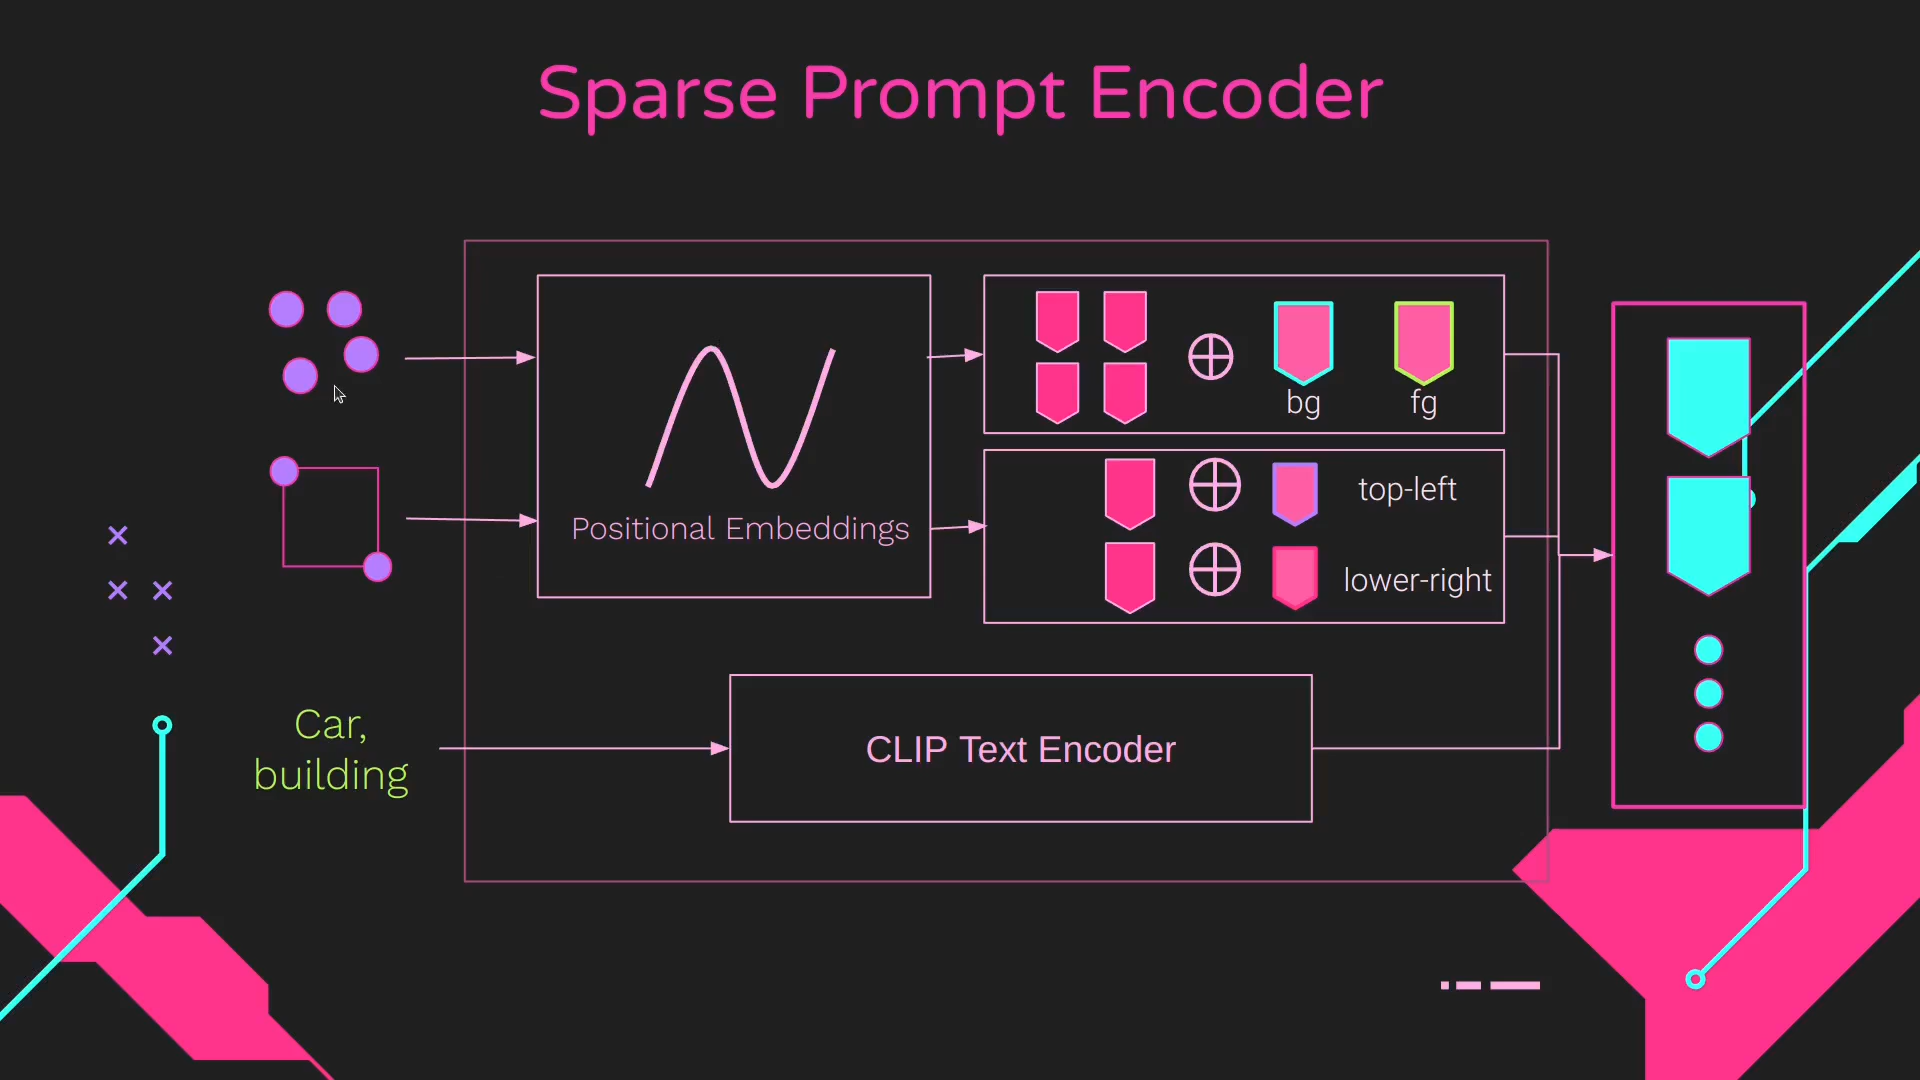 Sparse Prompt Encoder
bg
fg
top-left
Positional Embeddings
lower-right
Car,
building
CLIP Text Encoder